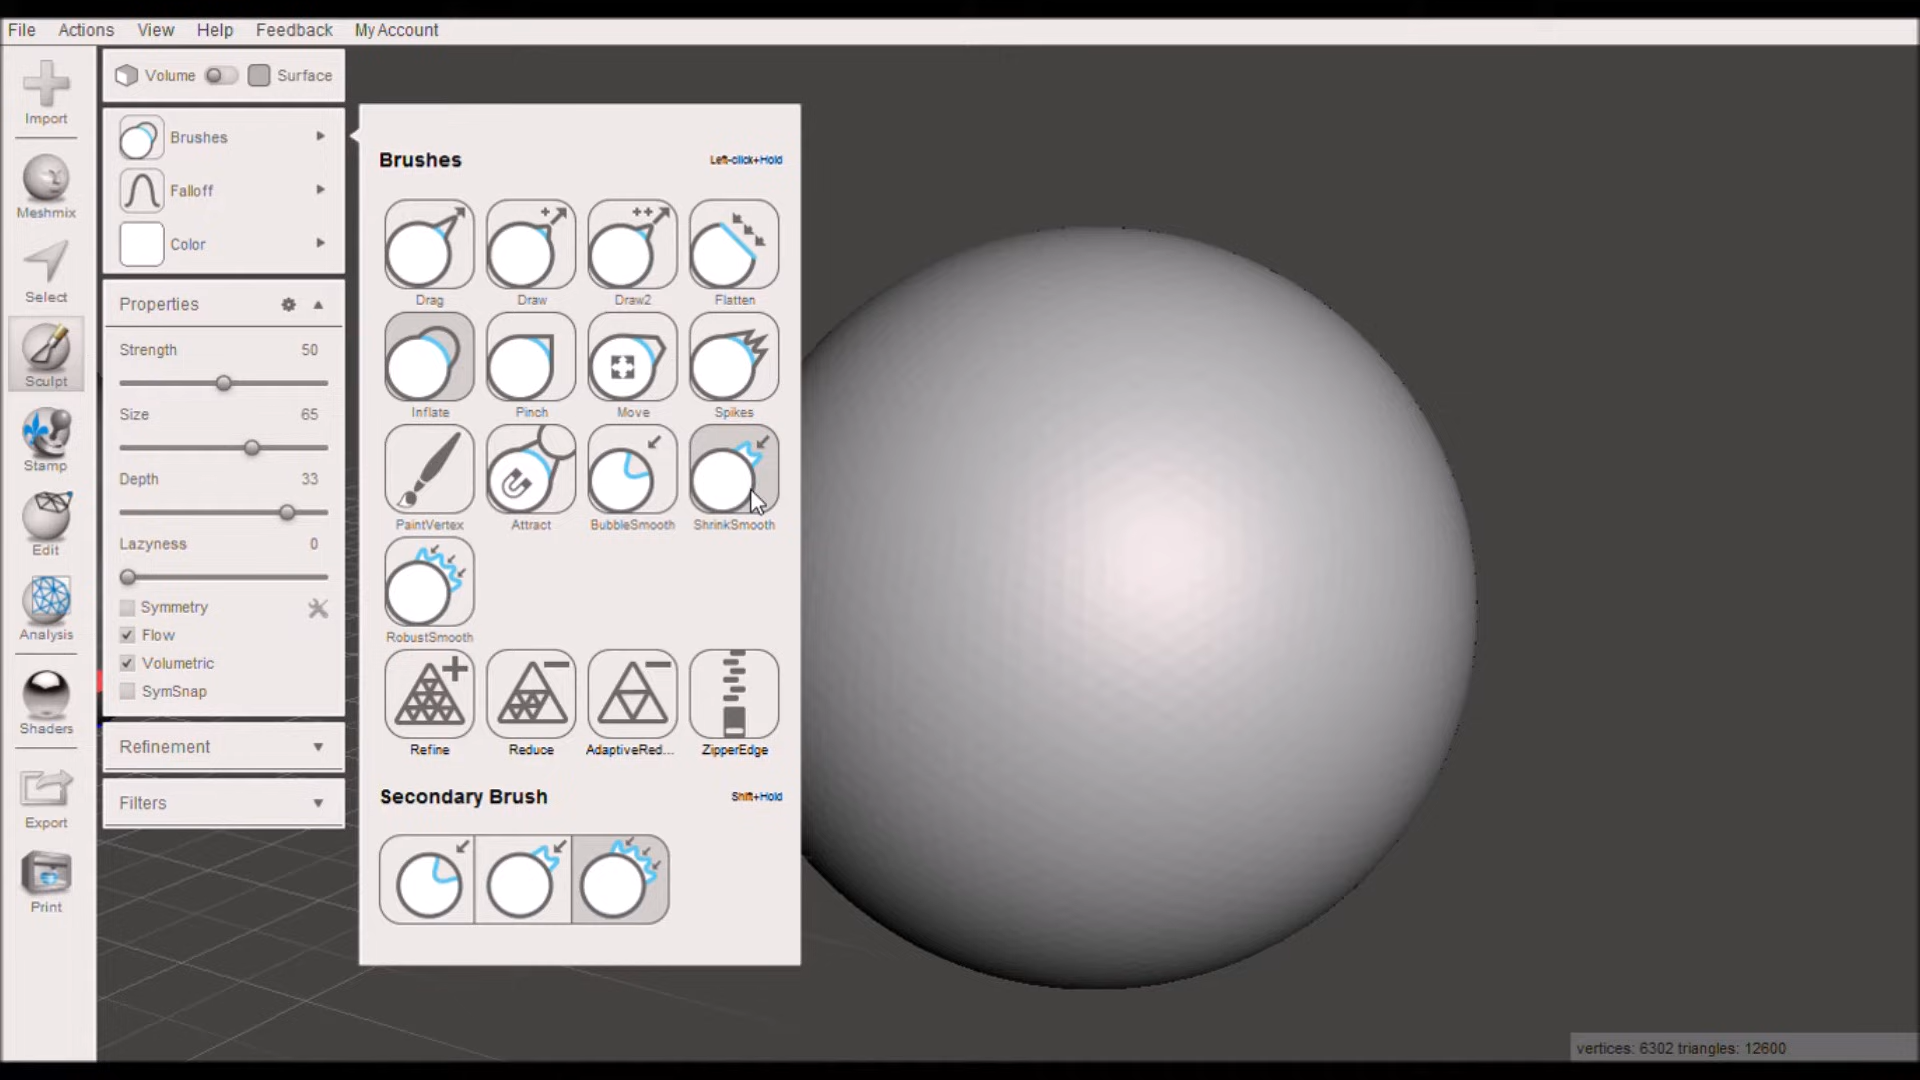 File Actions View Help Feedback My Account
Import
Meshmix
Select
Sculpt
Stamp
Edit
Analysis
Shaders
Export
Print
Volume Surface
Brushes
Falloff
Color
Properties
Strength 50
Size 65
Depth 33
Lazyness 0
Symmetry
Flow
Volumetric
SymSnap
Refinement
Filters
Brushes Left-click+Hold
Drag Draw Draw2 Flatten
Inflate Pinch Move Spikes
PaintVertex Attract BubbleSmooth ShrinkSmooth
RobustSmooth
Refine Reduce AdaptiveRed... ZipperEdge
Secondary Brush Shift+Hold
vertices: 6302 triangles: 12600